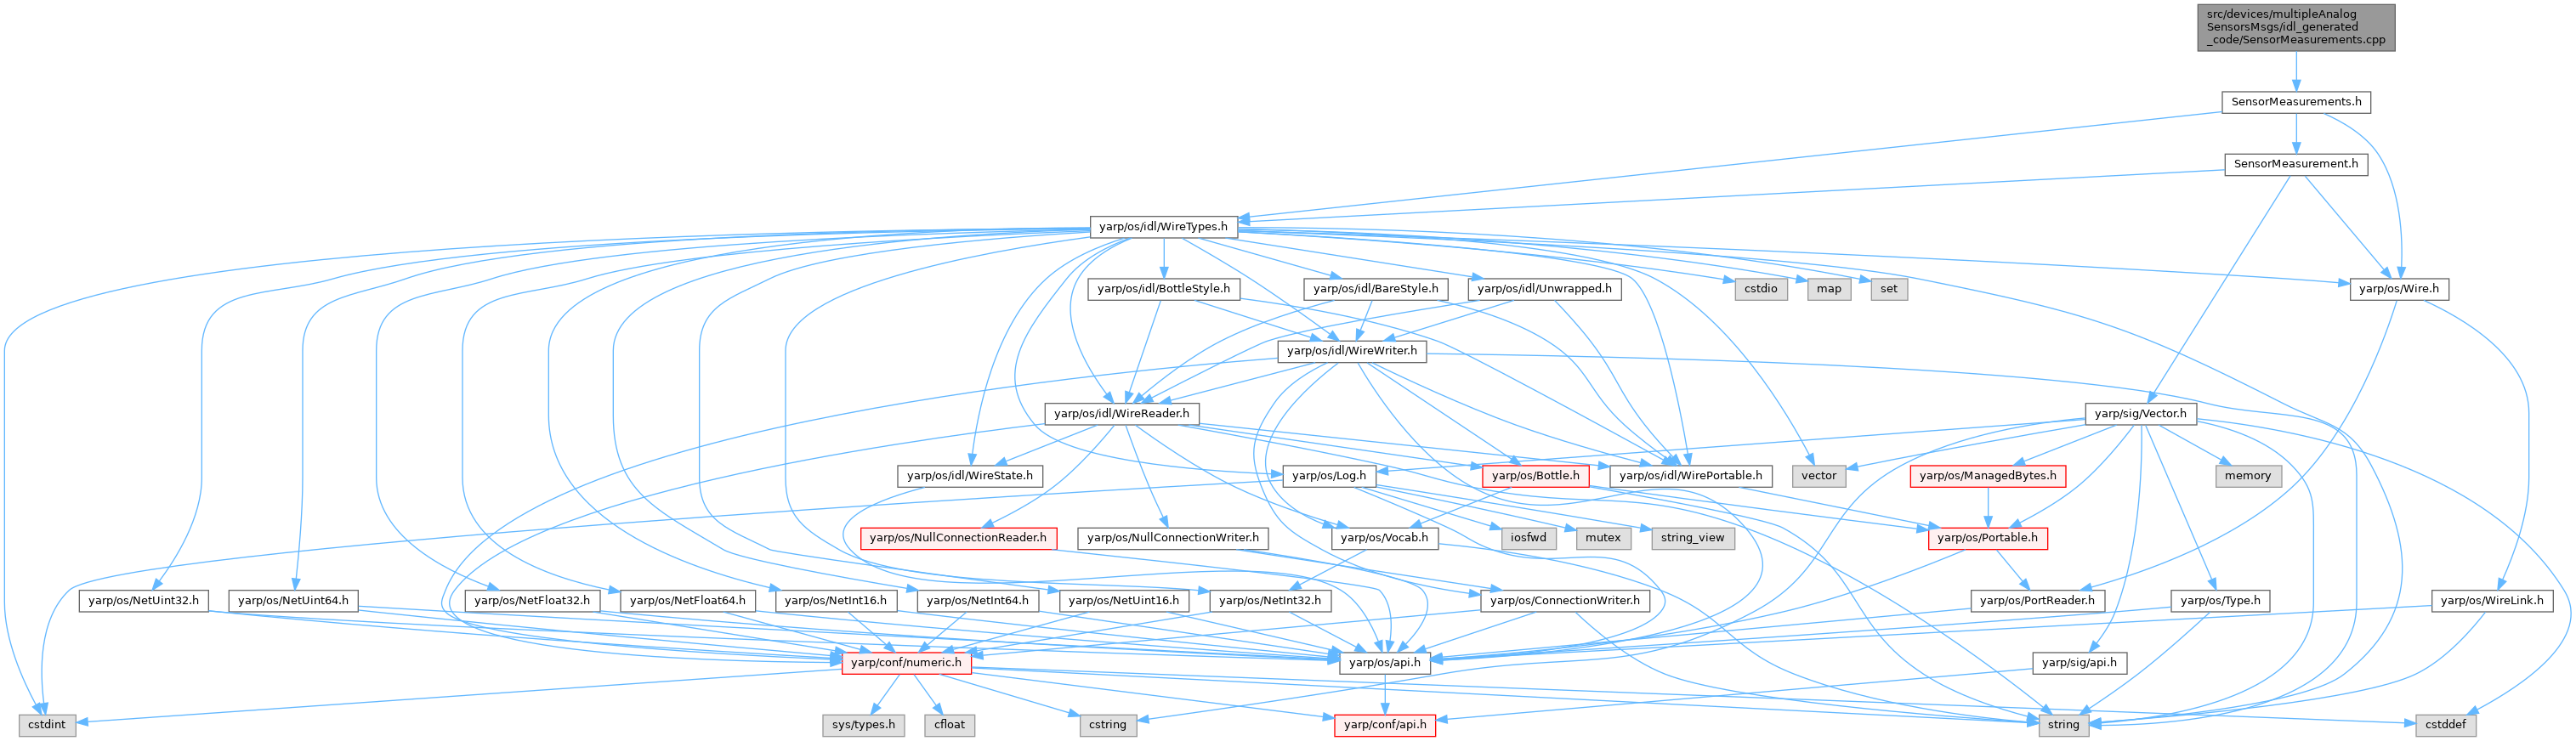 src/devices/multipleAnalog
SensorsMsgs/idl_generated
_code/SensorMeasurements.cpp
SensorMeasurements.h
SensorMeasurement.h
yarp/os/idl/WireTypes.h
yarp/os/idl/BottleStyle.h
yarp/os/idl/BareStyle.h
yarp/os/idl/Unwrapped.h
cstdio
map
set
yarp/os/Wire.h
yarp/os/idl/WireWriter.h
yarp/os/idl/WireReader.h
yarp/sig/Vector.h
yarp/os/idl/WireState.h
yarp/os/Log.h
yarp/os/Bottle.h
yarp/os/idl/WirePortable.h
vector
yarp/os/ManagedBytes.h
memory
yarp/os/NullConnectionReader.h
yarp/os/NullConnectionWriter.h
yarp/os/Vocab.h
iosfwd
mutex
string_view
yarp/os/Portable.h
yarp/os/NetUint32.h
yarp/os/NetUint64.h
yarp/os/NetFloat32.h
yarp/os/NetFloat64.h
yarp/os/NetInt16.h
yarp/os/NetInt64.h
yarp/os/NetUint16.h
yarp/os/NetInt32.h
yarp/os/ConnectionWriter.h
yarp/os/PortReader.h
yarp/os/Type.h
yarp/os/WireLink.h
yarp/conf/numeric.h
yarp/os/api.h
yarp/sig/api.h
cstdint
sys/types.h
cfloat
cstring
yarp/conf/api.h
string
cstddef